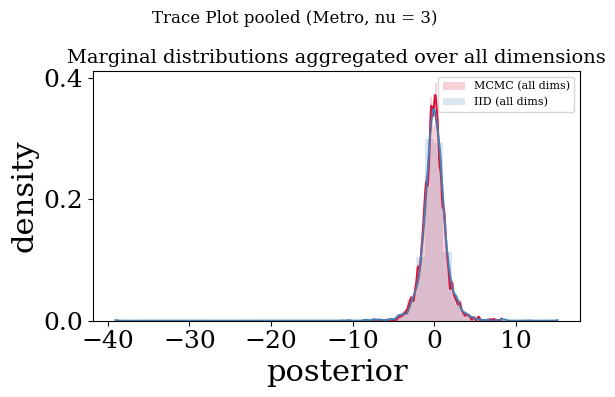 Trace Plot pooled (Metro, nu = 3)
Marginal distributions aggregated over all dimensions
MCMC (all dims)
IID (all dims)
density
0.4
0.2
0.0
−40 −30 −20 −10 0 10
posterior